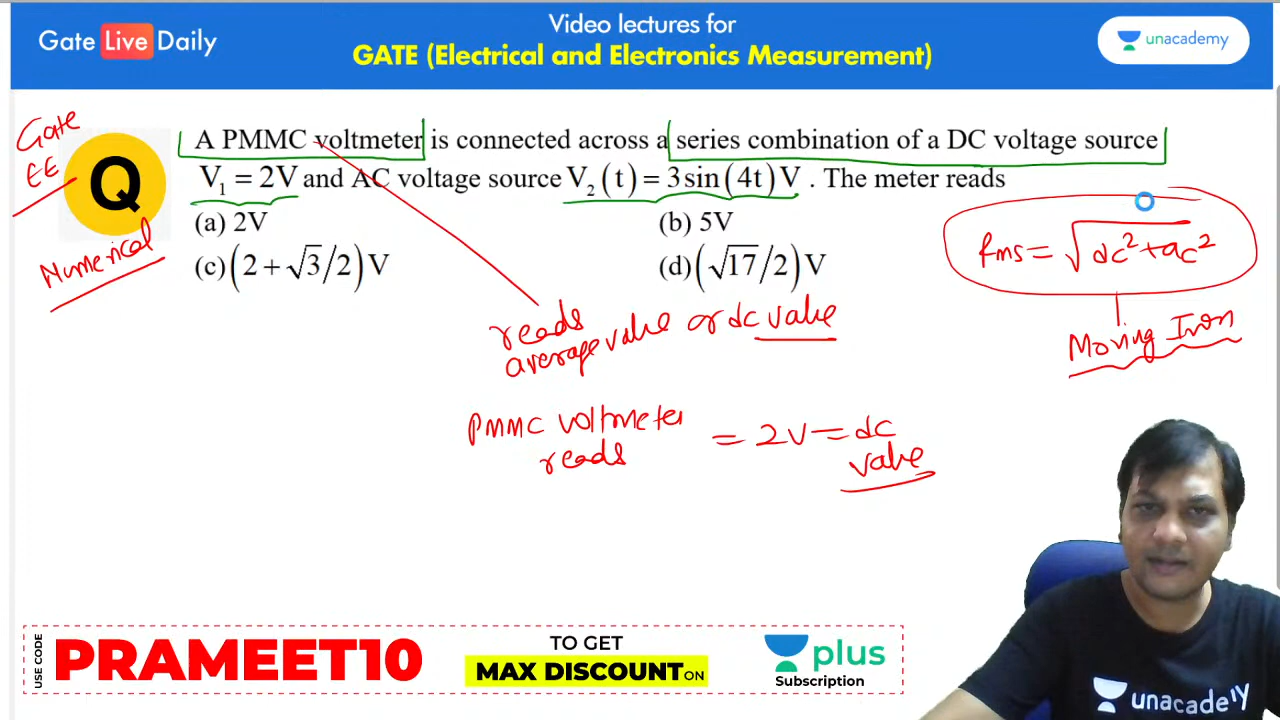 Gate Live Daily
Video lectures for
GATE (Electrical and Electronics Measurement)
unacademy
Gate
EE
Q
Numerical
A PMMC voltmeter is connected across a series combination of a DC voltage source
V₁ = 2V and AC voltage source V₂(t) = 3sin(4t)V . The meter reads
(a) 2V
(b) 5V
(c) (2 + √3/2)V
(d) (√17/2)V
Rms = √dc²+ac²
Moving Iron
reads
average value or dc value
PMMC voltmeter
reads
= 2V = dc
value
USE CODE
PRAMEET10
TO GET
MAX DISCOUNT ON
plus
Subscription
unacademy